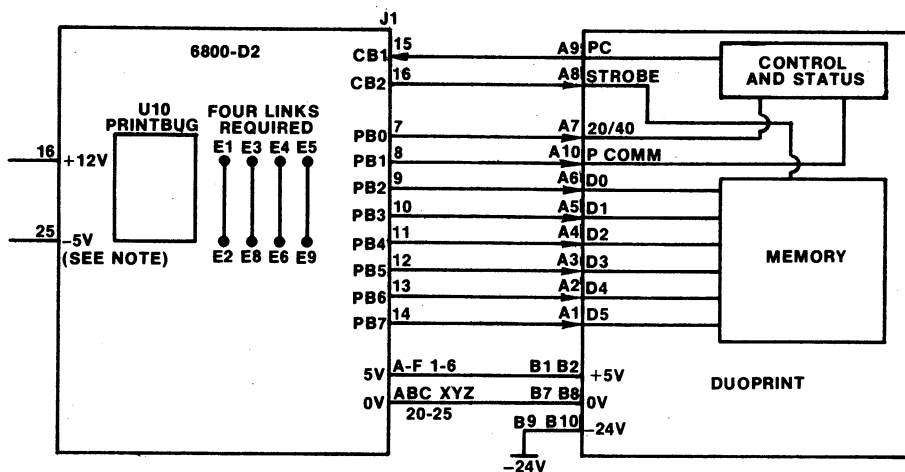 J1
6800-D2
U10
PRINTBUG
FOUR LINKS
REQUIRED
E1 E3 E4 E5
E2 E8 E6 E9
16 +12V
25 -5V
(SEE NOTE)
CB1 15 A9 PC
CB2 16 A8 STROBE
PB0 7 A7 20/40
PB1 8 A10 P COMM
PB2 9 A6 D0
PB3 10 A5 D1
PB4 11 A4 D2
PB5 12 A3 D3
PB6 13 A2 D4
PB7 14 A1 D5
5V A-F 1-6 B1 B2 +5V
0V ABC XYZ B7 B8 0V
20-25
B9 B10 -24V
-24V
CONTROL
AND STATUS
MEMORY
DUOPRINT